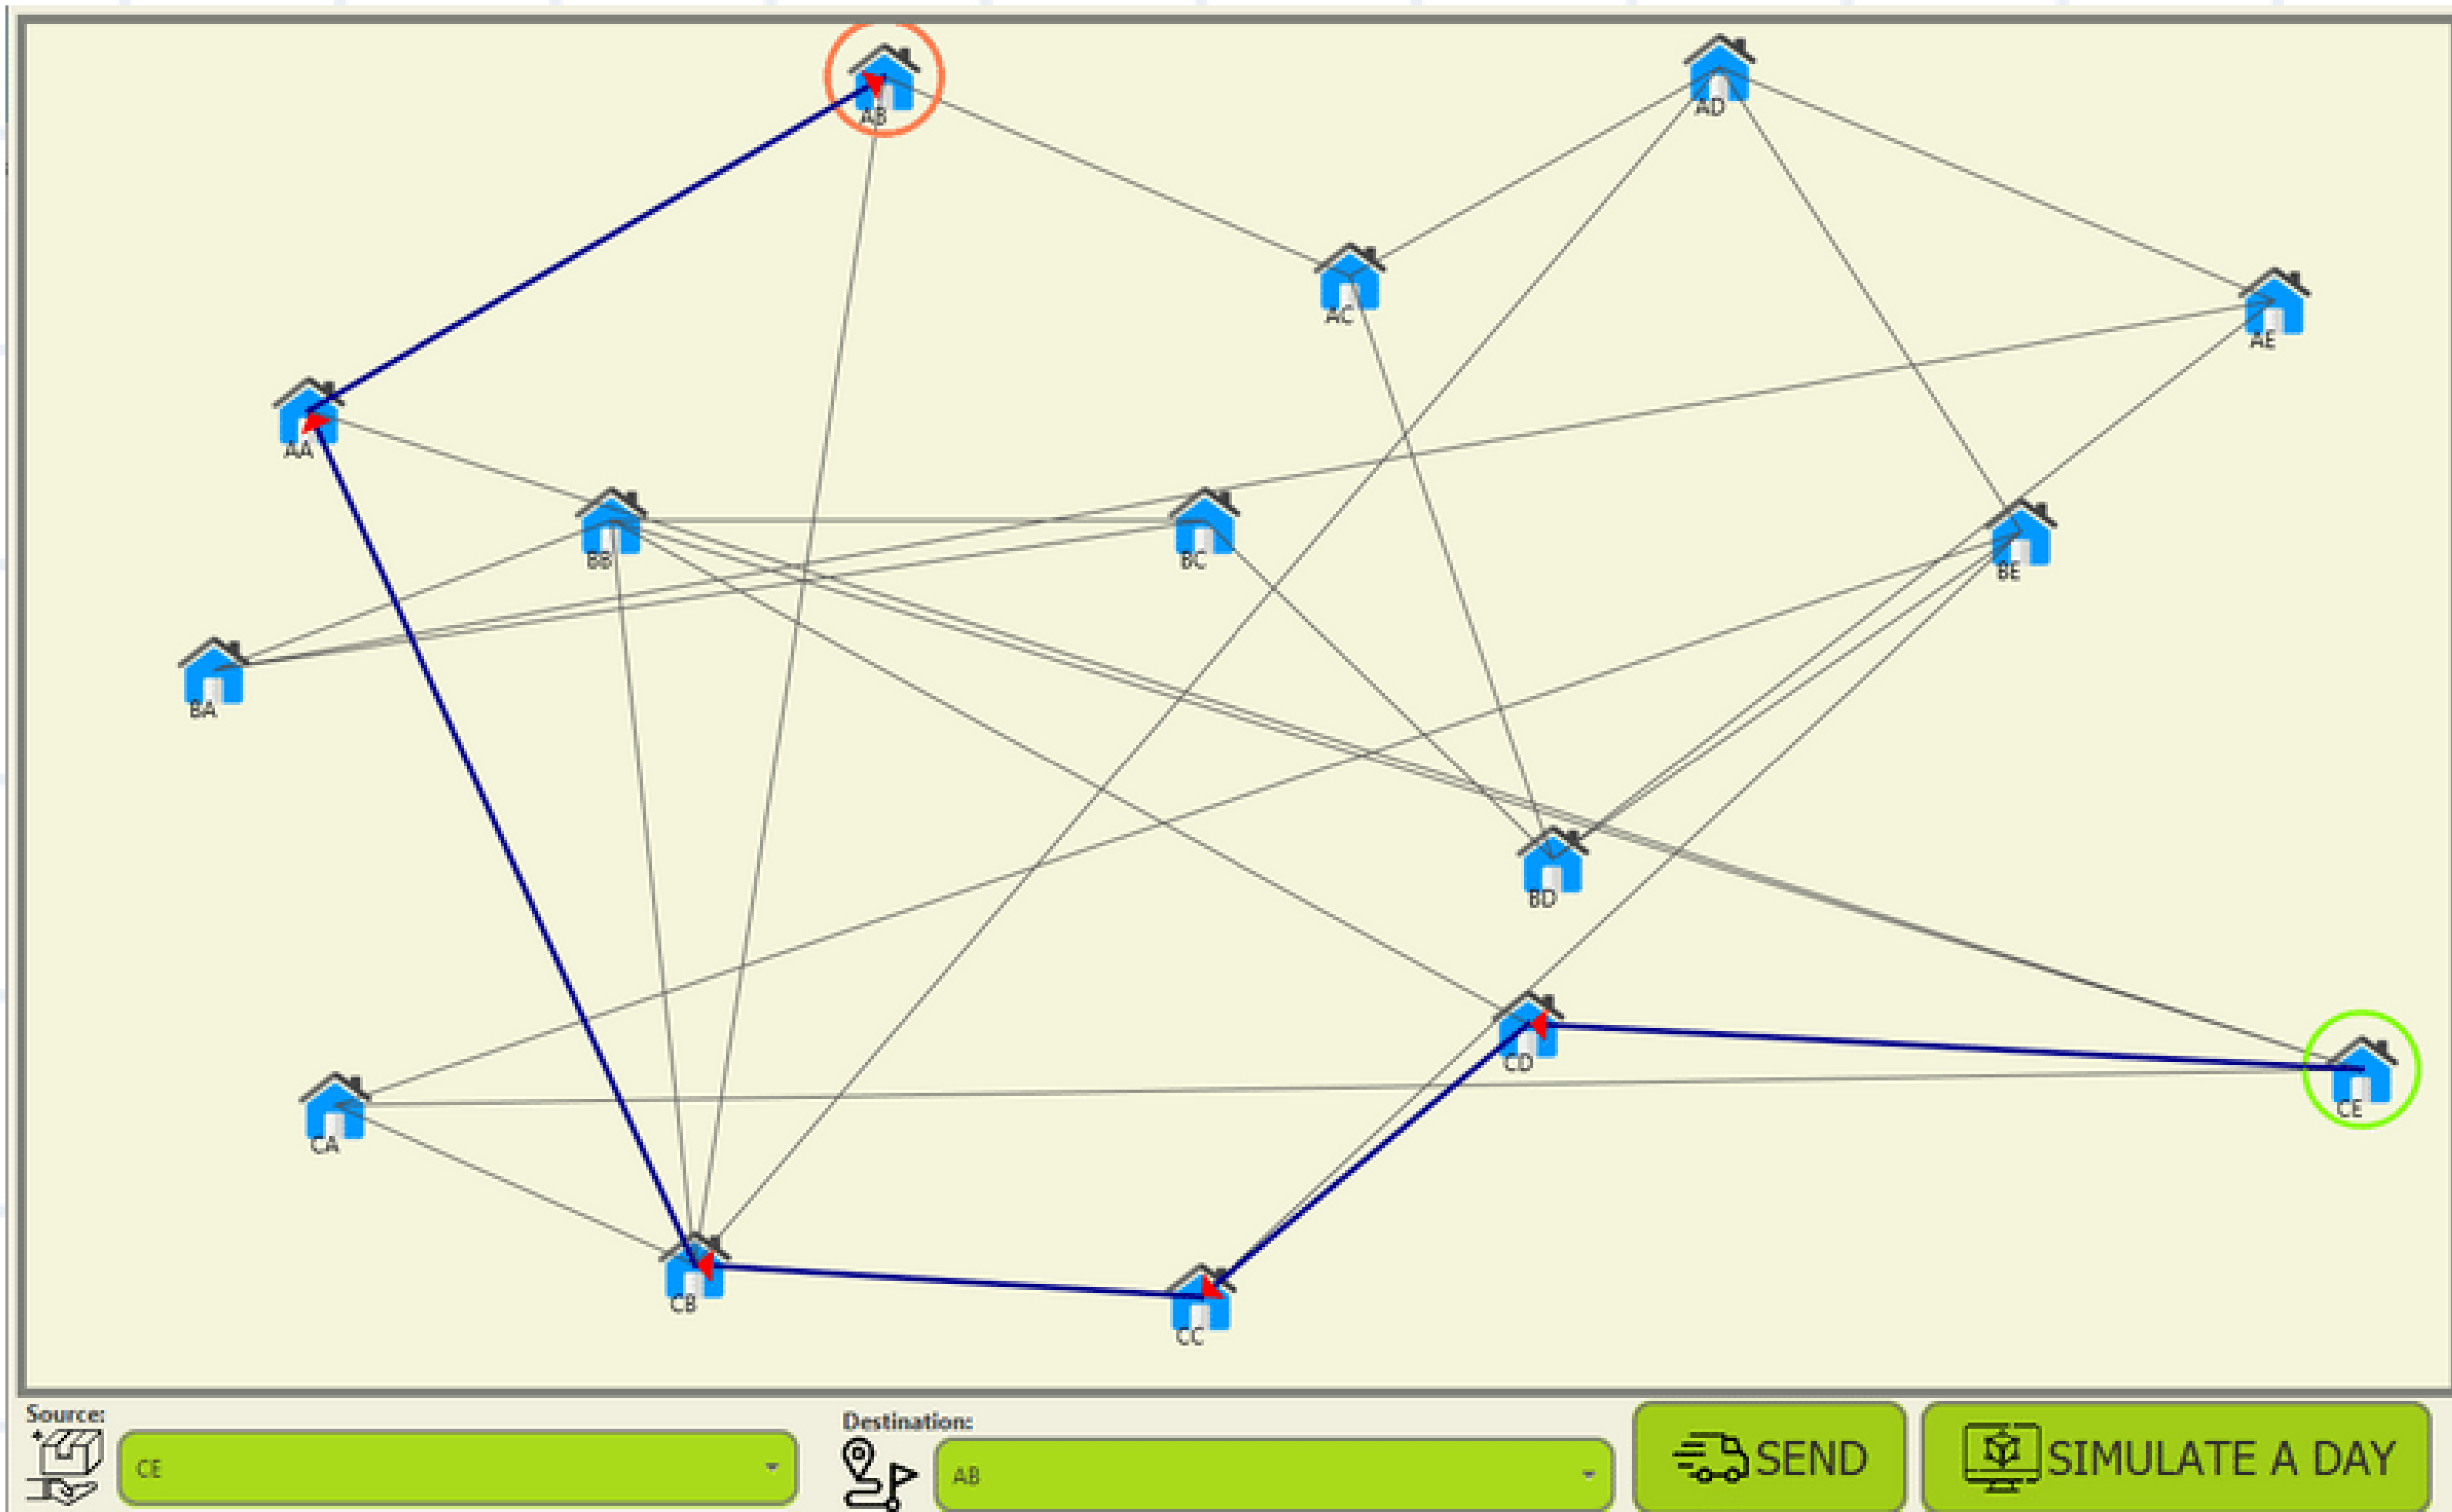 AB
AD
AC
AE
AA
BB
BC
BE
BA
BD
CD
CE
CA
CB
CC
Source:
Destination:
CE
AB
SEND
SIMULATE A DAY